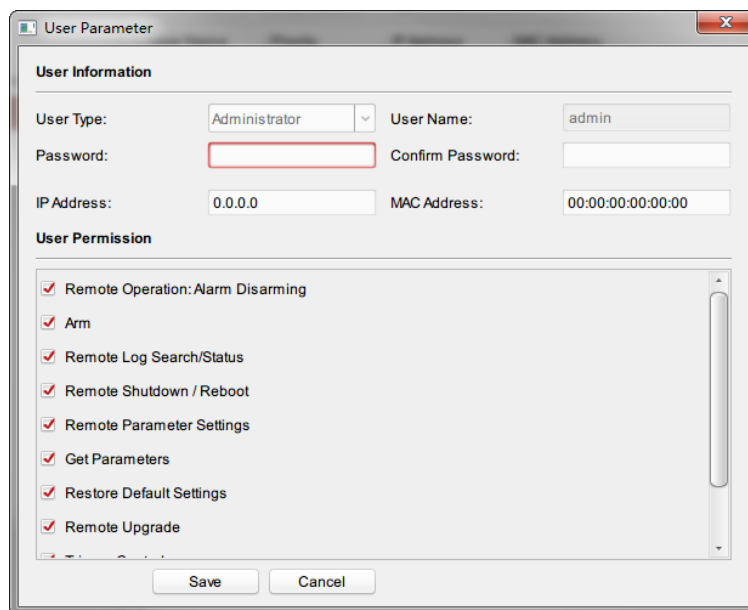 User Parameter
User Information
User Type: Administrator User Name: admin
Password: Confirm Password:
IP Address: 0.0.0.0 MAC Address: 00:00:00:00:00:00
User Permission
Remote Operation: Alarm Disarming
Arm
Remote Log Search/Status
Remote Shutdown / Reboot
Remote Parameter Settings
Get Parameters
Restore Default Settings
Remote Upgrade
Save Cancel